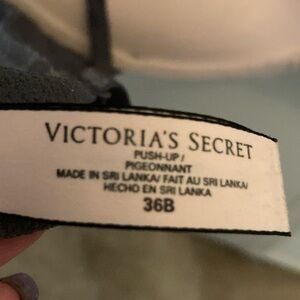 VICTORIA'S SECRET
PUSH-UP /
PIGEONNANT
MADE IN SRI LANKA/ FAIT AU SRI LANKA/
HECHO EN SRI LANKA
36B